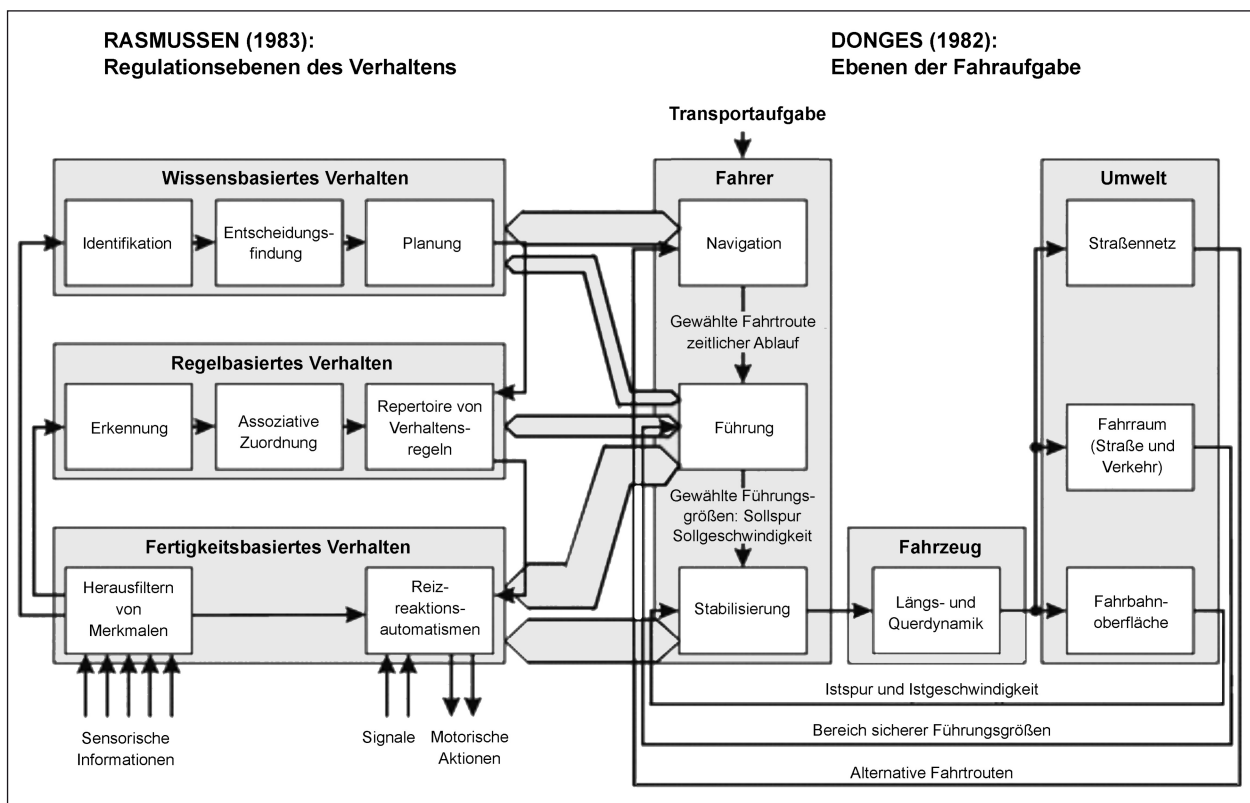 RASMUSSEN (1983):
Regulationsebenen des Verhaltens
DONGES (1982):
Ebenen der Fahraufgabe
Transportaufgabe
Wissensbasiertes Verhalten
Identifikation
Entscheidungs-
findung
Planung
Regelbasiertes Verhalten
Erkennung
Assoziative
Zuordnung
Repertoire von
Verhaltens-
regeln
Fertigkeitsbasiertes Verhalten
Herausfiltern
von
Merkmalen
Reiz-
reaktions-
automatismen
Sensorische
Informationen
Signale
Motorische
Aktionen
Fahrer
Navigation
Gewählte Fahrtroute
zeitlicher Ablauf
Führung
Gewählte Führungs-
größen: Sollspur
Sollgeschwindigkeit
Stabilisierung
Fahrzeug
Längs- und
Querdynamik
Umwelt
Straßennetz
Fahrraum
(Straße und
Verkehr)
Fahrbahn-
oberfläche
Istspur und Istgeschwindigkeit
Bereich sicherer Führungsgrößen
Alternative Fahrtrouten